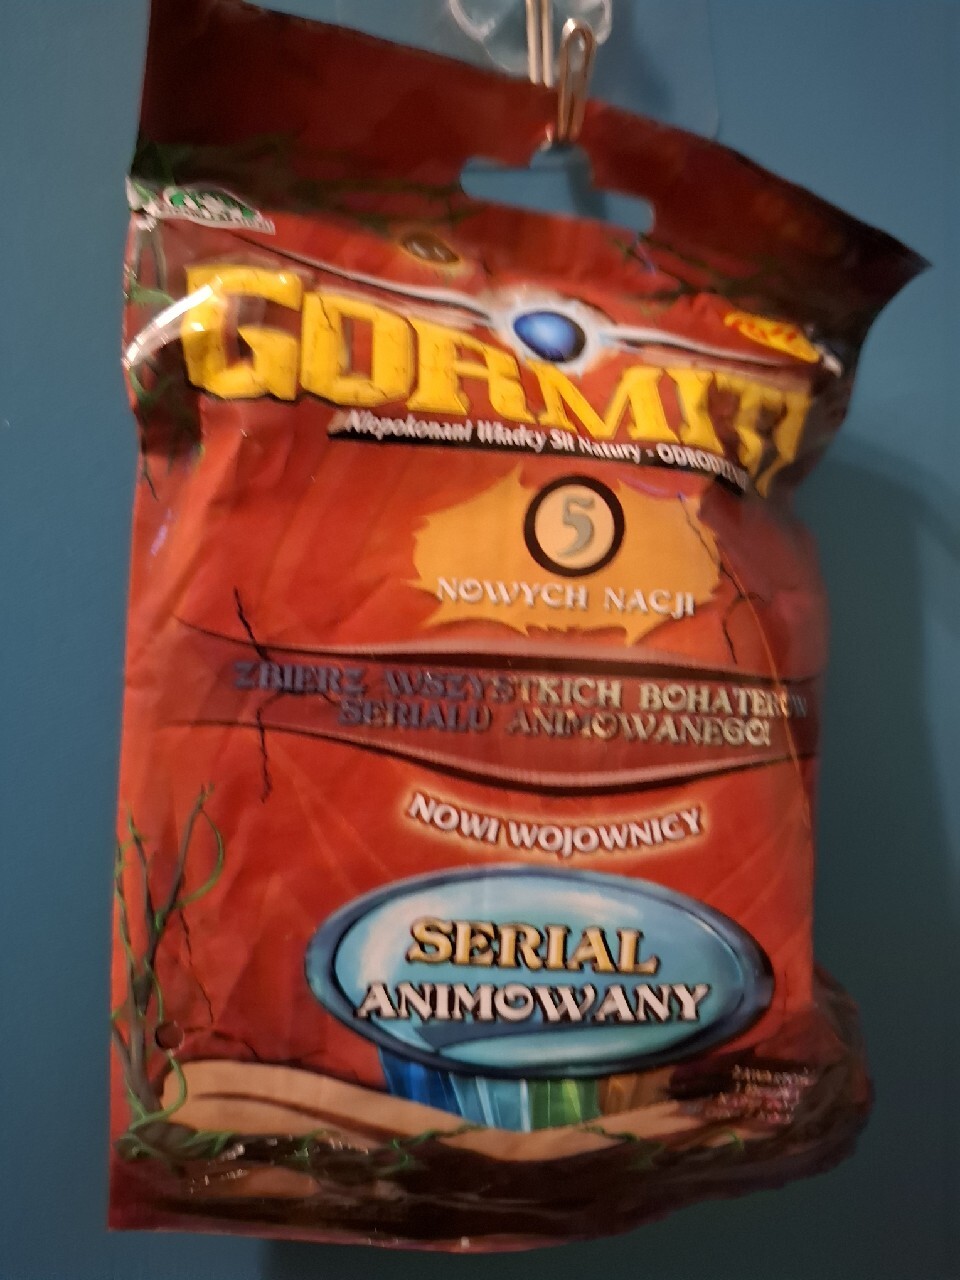 GORMITI
Niepokonani Władcy Sił Natury - ODRODZENIE
5
NOWYCH NACJI
ZBIERZ WSZYSTKICH BOHATERÓW
SERIALU ANIMOWANEGO!
NOWI WOJOWNICY
SERIAL
ANIMOWANY